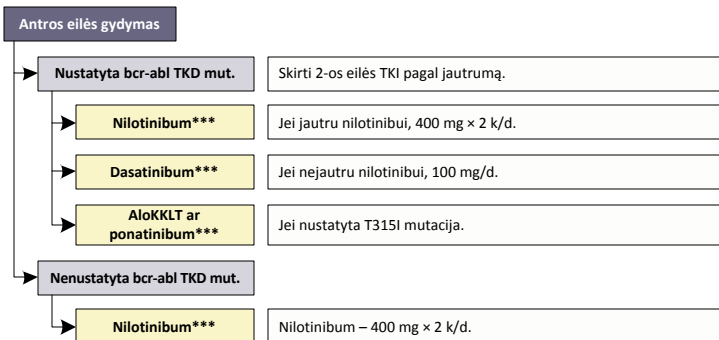 Antros eilės gydymas
Nustatyta bcr-abl TKD mut.
Skirti 2-os eilės TKI pagal jautrumą.
Nilotinibum***
Jei jautru nilotinibui, 400 mg × 2 k/d.
Dasatinibum***
Jei nejautru nilotinibui, 100 mg/d.
AloKKLT ar
ponatinibum***
Jei nustatyta T315I mutacija.
Nenustatyta bcr-abl TKD mut.
Nilotinibum***
Nilotinibum – 400 mg × 2 k/d.